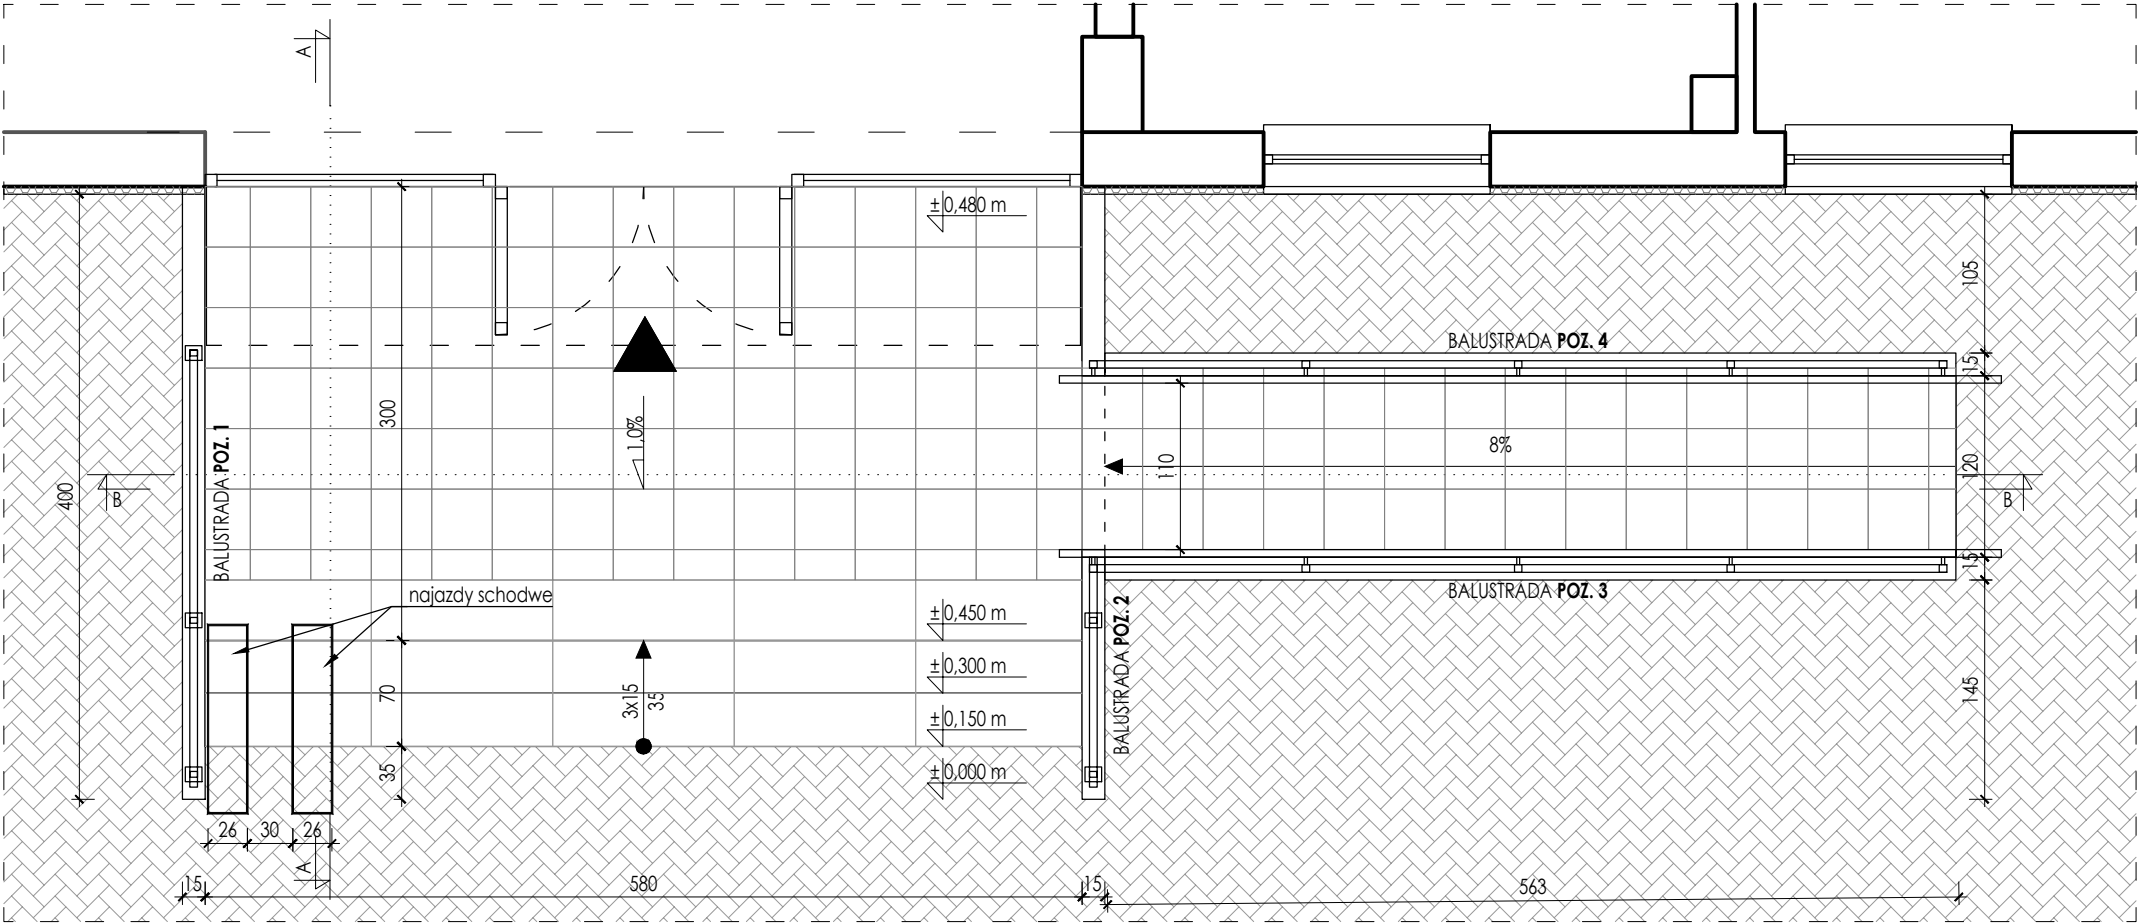 A
±0,480 m
105
BALUSTRADA POZ. 4
15
300
1,0%
BALUSTRADA POZ. 1
8%
110
120
400
B
B
15
BALUSTRADA POZ. 3
najazdy schodwe
±0,450 m
BALUSTRADA POZ. 2
±0,300 m
70
3x15
35
145
±0,150 m
35
±0,000 m
26
30
26
A
15
580
15
563